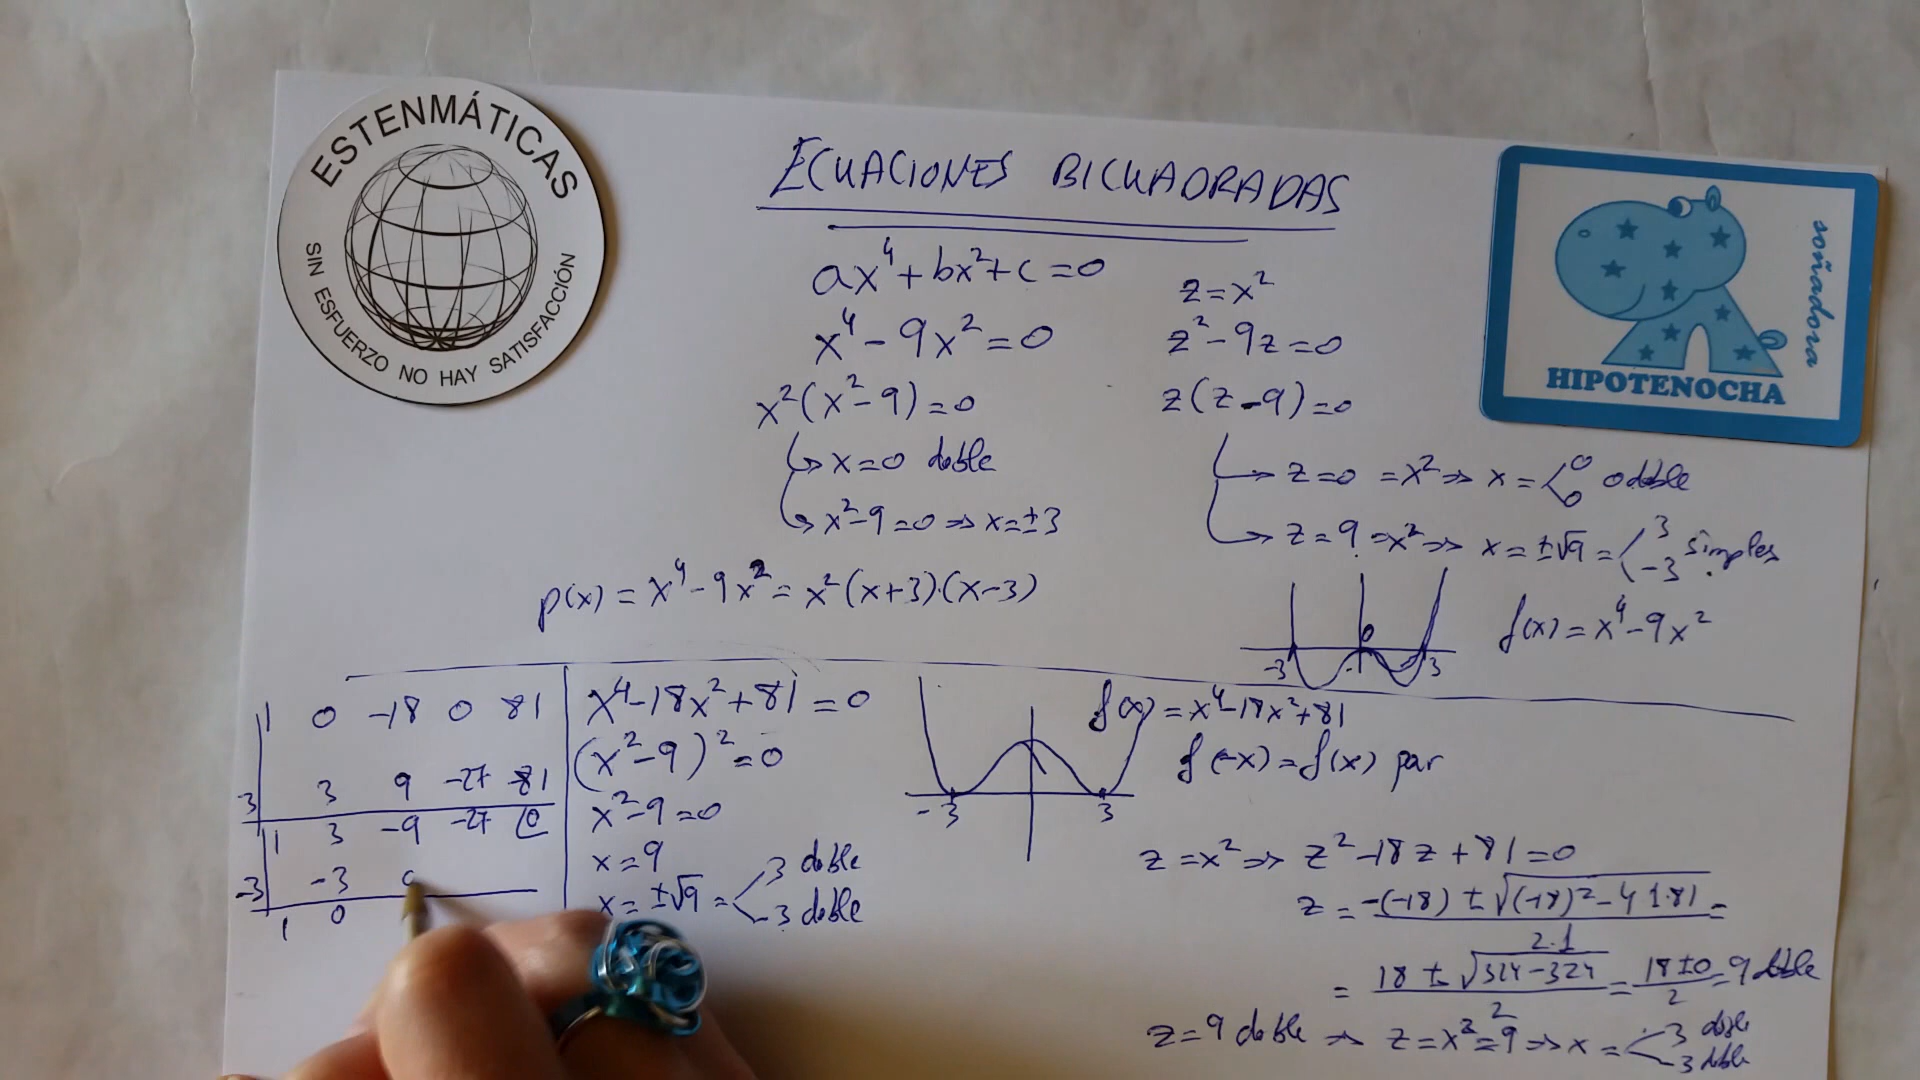 ESTENMÁTICAS
SIN ESFUERZO NO HAY SATISFACCIÓN
ECUACIONES BICUADRADAS
soñadora
HIPOTENOCHA
ax⁴+bx²+c=0
x⁴-9x²=0
x²(x²-9)=0
↳ x=0 doble
↳ x²-9=0 ⇒ x=±3
z=x²
z²-9z=0
z(z-9)=0
→ z=0 =x² ⇒ x=<0 0 0 doble
→ z=9 =x² ⇒ x=±√9=<3 -3 simples
p(x)=x⁴-9x²=x²(x+3)·(x-3)
f(x)=x⁴-9x²
-3 0 3
1 0 -18 0 81
3 3 9 -27 -81
1 3 -9 -27 0
-3 -3
1 0
x⁴-18x²+81=0
(x²-9)²=0
x²-9=0
x=9
x=±√9=<3 doble -3 doble
f(x)=x⁴-18x²+81
f(-x)=f(x) par
-3 3
z=x² ⇒ z²-18z+81=0
z=-(-18)±√(-18)²-4·1·81/2·1=
=18±√324-324/2=18±0/2=9 doble
z=9 doble ⇒ z=x²=9 ⇒ x=<3 doble -3 doble